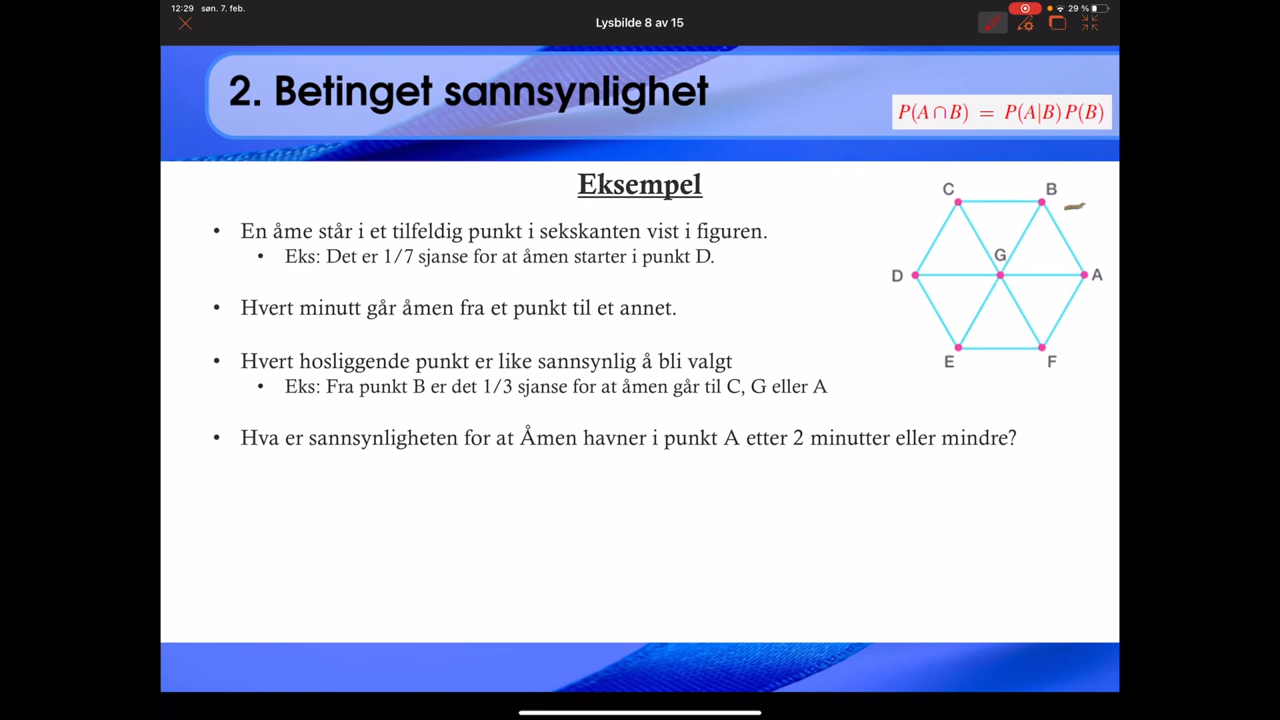 12:29 søn. 7. feb.
29 %
Lysbilde 8 av 15
2. Betinget sannsynlighet
P(A∩B) = P(A|B)P(B)
Eksempel
• En åme står i et tilfeldig punkt i sekskanten vist i figuren.
• Eks: Det er 1/7 sjanse for at åmen starter i punkt D.
• Hvert minutt går åmen fra et punkt til et annet.
• Hvert hosliggende punkt er like sannsynlig å bli valgt
• Eks: Fra punkt B er det 1/3 sjanse for at åmen går til C, G eller A
• Hva er sannsynligheten for at Åmen havner i punkt A etter 2 minutter eller mindre?
C B
G
D A
E F